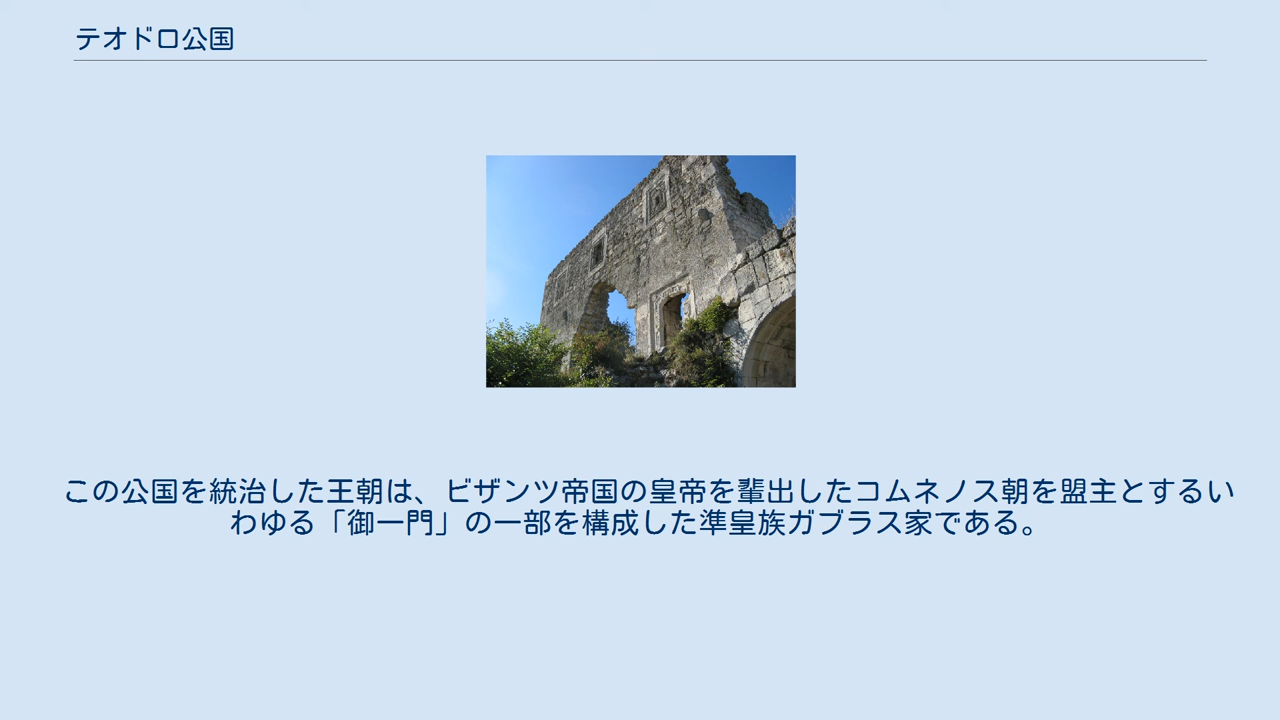 テオドロ公国
この公国を統治した王朝は、ビザンツ帝国の皇帝を輩出したコムネノス朝を盟主とするい
わゆる「御一門」の一部を構成した準皇族ガブラス家である。